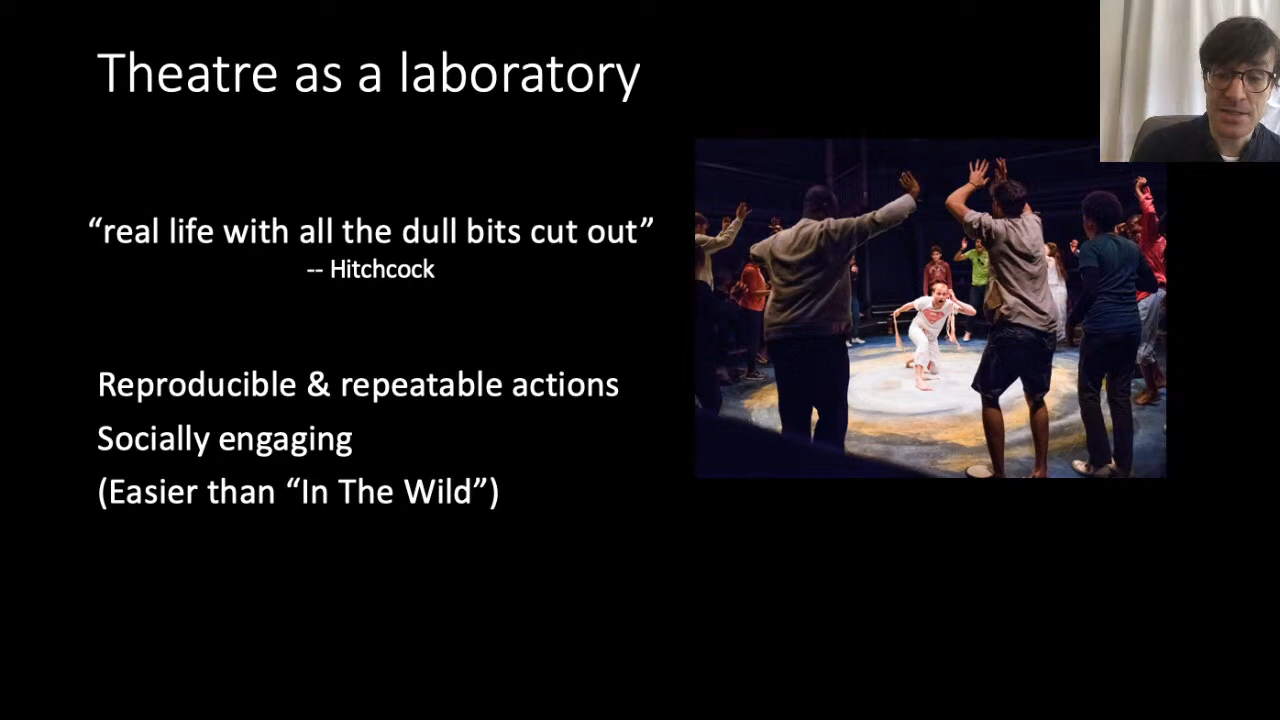 Theatre as a laboratory
“real life with all the dull bits cut out”
-- Hitchcock
Reproducible & repeatable actions
Socially engaging
(Easier than “In The Wild”)